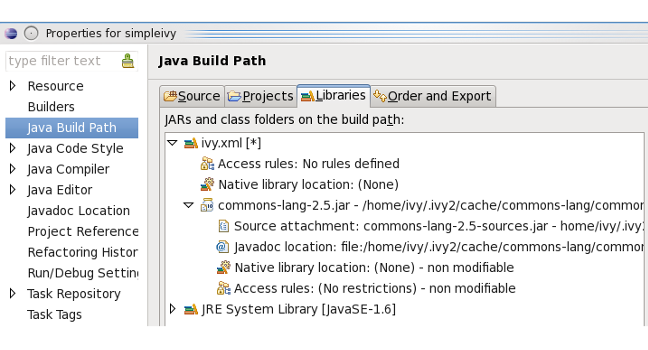 Properties for simpleivy
type filter text
Resource
Builders
Java Build Path
Java Code Style
Java Compiler
Java Editor
Javadoc Location
Project Reference
Refactoring Histor
Run/Debug Settin
Task Repository
Task Tags
Java Build Path
Source Projects Libraries Order and Export
JARs and class folders on the build path:
ivy.xml [*]
Access rules: No rules defined
Native library location: (None)
commons-lang-2.5.jar - /home/ivy/.ivy2/cache/commons-lang/common
Source attachment: commons-lang-2.5-sources.jar - home/ivy/.ivy2
Javadoc location: file:/home/ivy/.ivy2/cache/commons-lang/common
Native library location: (None) - non modifiable
Access rules: (No restrictions) - non modifiable
JRE System Library [JavaSE-1.6]